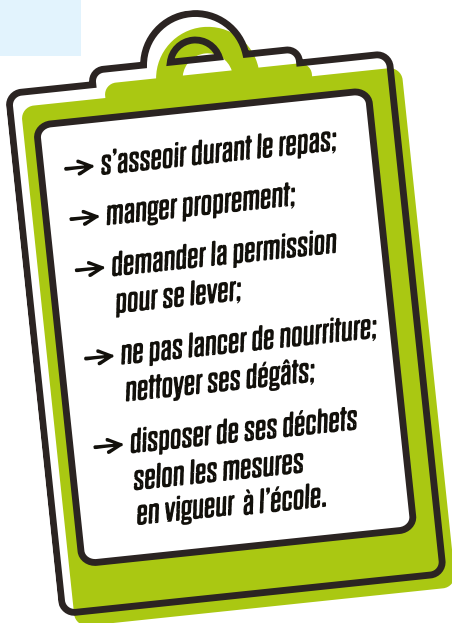 → s'asseoir durant le repas;
→ manger proprement;
→ demander la permission
pour se lever;
→ ne pas lancer de nourriture;
nettoyer ses dégâts;
→ disposer de ses déchets
selon les mesures
en vigueur à l'école.